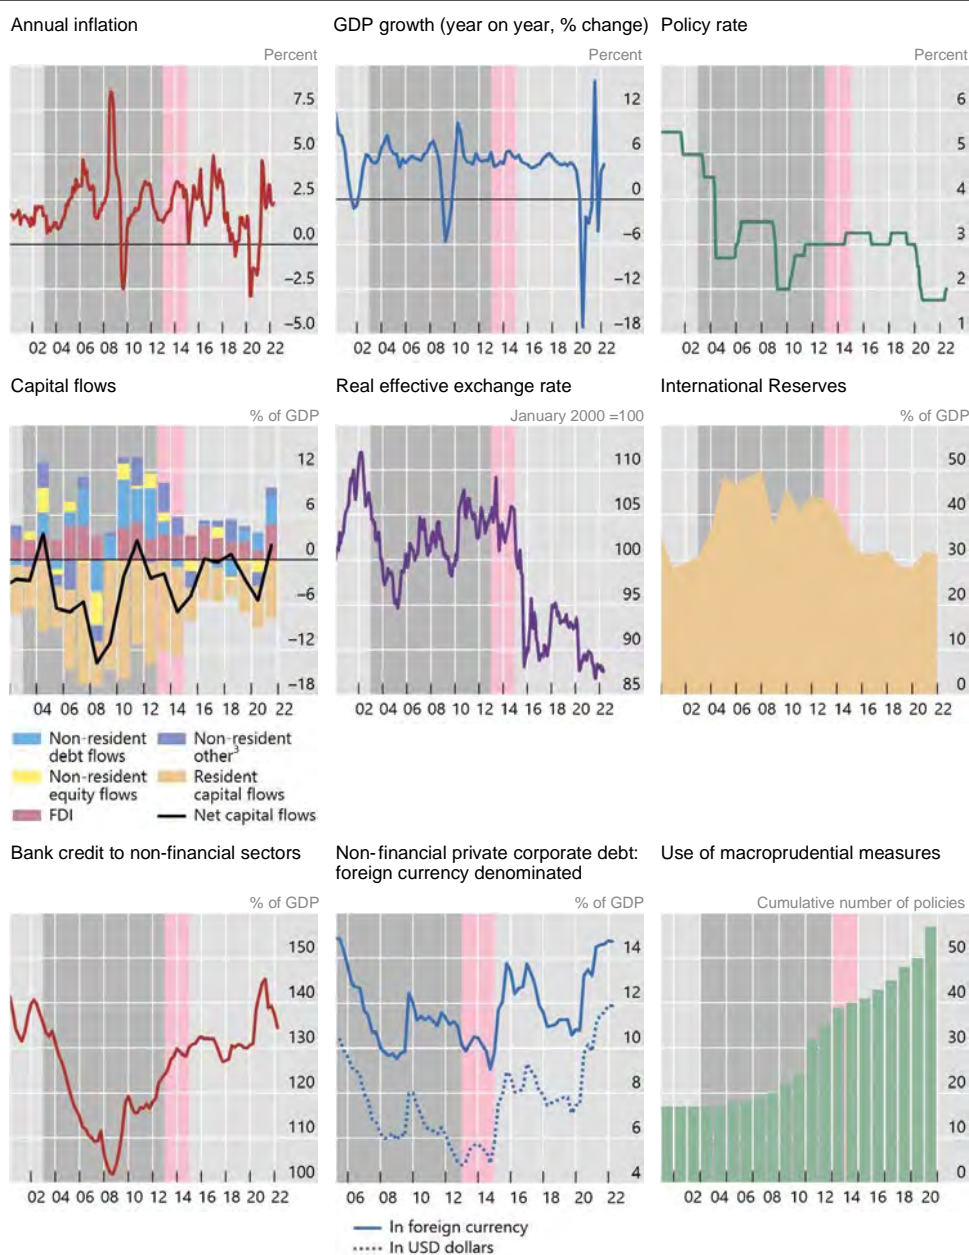 Annual inflation
Percent
7.5
5.0
2.5
0.0
−2.5
−5.0
02 04 06 08 10 12 14 16 18 20 22
GDP growth (year on year, % change)
Percent
12
6
0
−6
−12
−18
02 04 06 08 10 12 14 16 18 20 22
Policy rate
Percent
6
5
4
3
2
1
02 04 06 08 10 12 14 16 18 20 22
Capital flows
% of GDP
12
6
0
−6
−12
−18
04 06 08 10 12 14 16 18 20 22
Non-resident debt flows
Non-resident equity flows
FDI
Non-resident other³
Resident capital flows
Net capital flows
Real effective exchange rate
January 2000 =100
110
105
100
95
90
85
02 04 06 08 10 12 14 16 18 20 22
International Reserves
% of GDP
50
40
30
20
10
0
02 04 06 08 10 12 14 16 18 20 22
Bank credit to non-financial sectors
% of GDP
150
140
130
120
110
100
02 04 06 08 10 12 14 16 18 20 22
Non-financial private corporate debt:
foreign currency denominated
% of GDP
14
12
10
8
6
4
06 08 10 12 14 16 18 20 22
In foreign currency
In USD dollars
Use of macroprudential measures
Cumulative number of policies
50
40
30
20
10
0
02 04 06 08 10 12 14 16 18 20